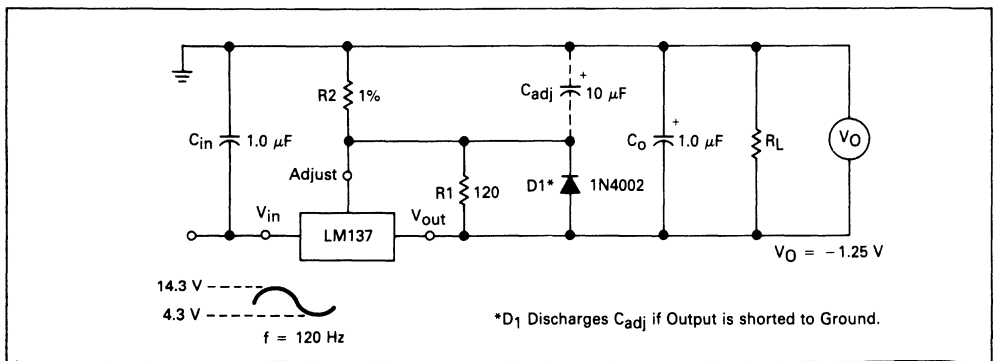 R2
1%
Cadj
+
10 μF
Cin
1.0 μF
Co
+
1.0 μF
RL
VO
Adjust
R1
120
D1*
1N4002
Vin
LM137
Vout
VO = −1.25 V
14.3 V
4.3 V
f = 120 Hz
*D1 Discharges Cadj if Output is shorted to Ground.